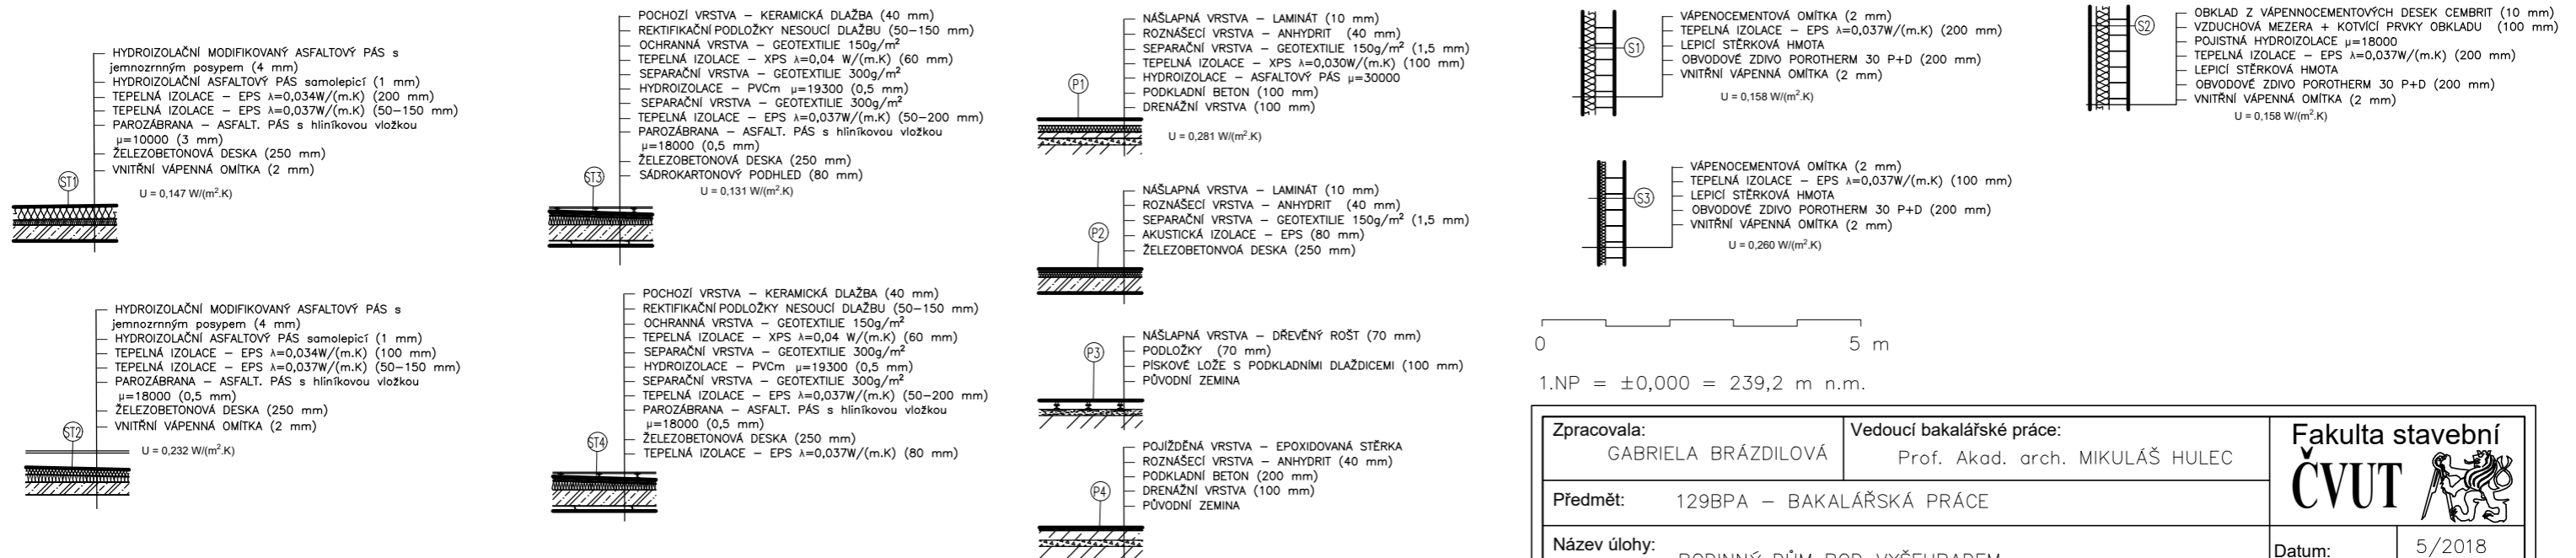 HYDROIZOLAČNÍ MODIFIKOVANÝ ASFALTOVÝ PÁS s
jemnozrnným posypem (4 mm)
HYDROIZOLAČNÍ ASFALTOVÝ PÁS samolepicí (1 mm)
TEPELNÁ IZOLACE – EPS λ=0,034W/(m.K) (200 mm)
TEPELNÁ IZOLACE – EPS λ=0,037W/(m.K) (50–150 mm)
PAROZÁBRANA – ASFALT. PÁS s hliníkovou vložkou
μ=10000 (3 mm)
ŽELEZOBETONOVÁ DESKA (250 mm)
VNITŘNÍ VÁPENNÁ OMÍTKA (2 mm)
ST1
U = 0,147 W/(m².K)
HYDROIZOLAČNÍ MODIFIKOVANÝ ASFALTOVÝ PÁS s
jemnozrnným posypem (4 mm)
HYDROIZOLAČNÍ ASFALTOVÝ PÁS samolepicí (1 mm)
TEPELNÁ IZOLACE – EPS λ=0,034W/(m.K) (100 mm)
TEPELNÁ IZOLACE – EPS λ=0,037W/(m.K) (50–150 mm)
PAROZÁBRANA – ASFALT. PÁS s hliníkovou vložkou
μ=18000 (0,5 mm)
ŽELEZOBETONOVÁ DESKA (250 mm)
VNITŘNÍ VÁPENNÁ OMÍTKA (2 mm)
ST2
U = 0,232 W/(m².K)
POCHOZÍ VRSTVA – KERAMICKÁ DLAŽBA (40 mm)
REKTIFIKAČNÍ PODLOŽKY NESOUCÍ DLAŽBU (50–150 mm)
OCHRANNÁ VRSTVA – GEOTEXTILIE 150g/m²
TEPELNÁ IZOLACE – XPS λ=0,04 W/(m.K) (60 mm)
SEPARAČNÍ VRSTVA – GEOTEXTILIE 300g/m²
HYDROIZOLACE – PVCm μ=19300 (0,5 mm)
SEPARAČNÍ VRSTVA – GEOTEXTILIE 300g/m²
TEPELNÁ IZOLACE – EPS λ=0,037W/(m.K) (50–200 mm)
PAROZÁBRANA – ASFALT. PÁS s hliníkovou vložkou
μ=18000 (0,5 mm)
ŽELEZOBETONOVÁ DESKA (250 mm)
SÁDROKARTONOVÝ PODHLED (80 mm)
ST3
U = 0,131 W/(m².K)
POCHOZÍ VRSTVA – KERAMICKÁ DLAŽBA (40 mm)
REKTIFIKAČNÍ PODLOŽKY NESOUCÍ DLAŽBU (50–150 mm)
OCHRANNÁ VRSTVA – GEOTEXTILIE 150g/m²
TEPELNÁ IZOLACE – XPS λ=0,04 W/(m.K) (60 mm)
SEPARAČNÍ VRSTVA – GEOTEXTILIE 300g/m²
HYDROIZOLACE – PVCm μ=19300 (0,5 mm)
SEPARAČNÍ VRSTVA – GEOTEXTILIE 300g/m²
TEPELNÁ IZOLACE – EPS λ=0,037W/(m.K) (50–200 mm)
PAROZÁBRANA – ASFALT. PÁS s hliníkovou vložkou
μ=18000 (0,5 mm)
ŽELEZOBETONOVÁ DESKA (250 mm)
TEPELNÁ IZOLACE – EPS λ=0,037W/(m.K) (80 mm)
ST4
NÁŠLAPNÁ VRSTVA – LAMINÁT (10 mm)
ROZNÁŠECÍ VRSTVA – ANHYDRIT (40 mm)
SEPARAČNÍ VRSTVA – GEOTEXTILIE 150g/m² (1,5 mm)
TEPELNÁ IZOLACE – XPS λ=0,030W/(m.K) (100 mm)
HYDROIZOLACE – ASFALTOVÝ PÁS μ=30000
PODKLADNÍ BETON (100 mm)
DRENÁŽNÍ VRSTVA (100 mm)
P1
U = 0,281 W/(m².K)
NÁŠLAPNÁ VRSTVA – LAMINÁT (10 mm)
ROZNÁŠECÍ VRSTVA – ANHYDRIT (40 mm)
SEPARAČNÍ VRSTVA – GEOTEXTILIE 150g/m² (1,5 mm)
AKUSTICKÁ IZOLACE – EPS (80 mm)
ŽELEZOBETONVOÁ DESKA (250 mm)
P2
NÁŠLAPNÁ VRSTVA – DŘEVĚNÝ ROŠT (70 mm)
PODLOŽKY (70 mm)
PÍSKOVÉ LOŽE S PODKLADNÍMI DLAŽDICEMI (100 mm)
PŮVODNÍ ZEMINA
P3
POJÍŽDĚNÁ VRSTVA – EPOXIDOVANÁ STĚRKA
ROZNÁŠECÍ VRSTVA – ANHYDRIT (40 mm)
PODKLADNÍ BETON (200 mm)
DRENÁŽNÍ VRSTVA (100 mm)
PŮVODNÍ ZEMINA
P4
VÁPENOCEMENTOVÁ OMÍTKA (2 mm)
TEPELNÁ IZOLACE – EPS λ=0,037W/(m.K) (200 mm)
LEPICÍ STĚRKOVÁ HMOTA
OBVODOVÉ ZDIVO POROTHERM 30 P+D (200 mm)
VNITŘNÍ VÁPENNÁ OMÍTKA (2 mm)
S1
U = 0,158 W/(m².K)
OBKLAD Z VÁPENNOCEMENTOVÝCH DESEK CEMBRIT (10 mm)
VZDUCHOVÁ MEZERA + KOTVÍCÍ PRVKY OBKLADU (100 mm)
POJISTNÁ HYDROIZOLACE μ=18000
TEPELNÁ IZOLACE – EPS λ=0,037W/(m.K) (200 mm)
LEPICÍ STĚRKOVÁ HMOTA
OBVODOVÉ ZDIVO POROTHERM 30 P+D (200 mm)
VNITŘNÍ VÁPENNÁ OMÍTKA (2 mm)
S2
U = 0,158 W/(m².K)
VÁPENOCEMENTOVÁ OMÍTKA (2 mm)
TEPELNÁ IZOLACE – EPS λ=0,037W/(m.K) (100 mm)
LEPICÍ STĚRKOVÁ HMOTA
OBVODOVÉ ZDIVO POROTHERM 30 P+D (200 mm)
VNITŘNÍ VÁPENNÁ OMÍTKA (2 mm)
S3
U = 0,260 W/(m².K)
0 5 m
1.NP = ±0,000 = 239,2 m n.m.
Zpracovala:
GABRIELA BRÁZDILOVÁ
Vedoucí bakalářské práce:
Prof. Akad. arch. MIKULÁŠ HULEC
Fakulta stavební
ČVUT
Předmět: 129BPA – BAKALÁŘSKÁ PRÁCE
Název úlohy:
RODINNÝ DŮM POD VYŠEHRADEM
Datum: 5/2018